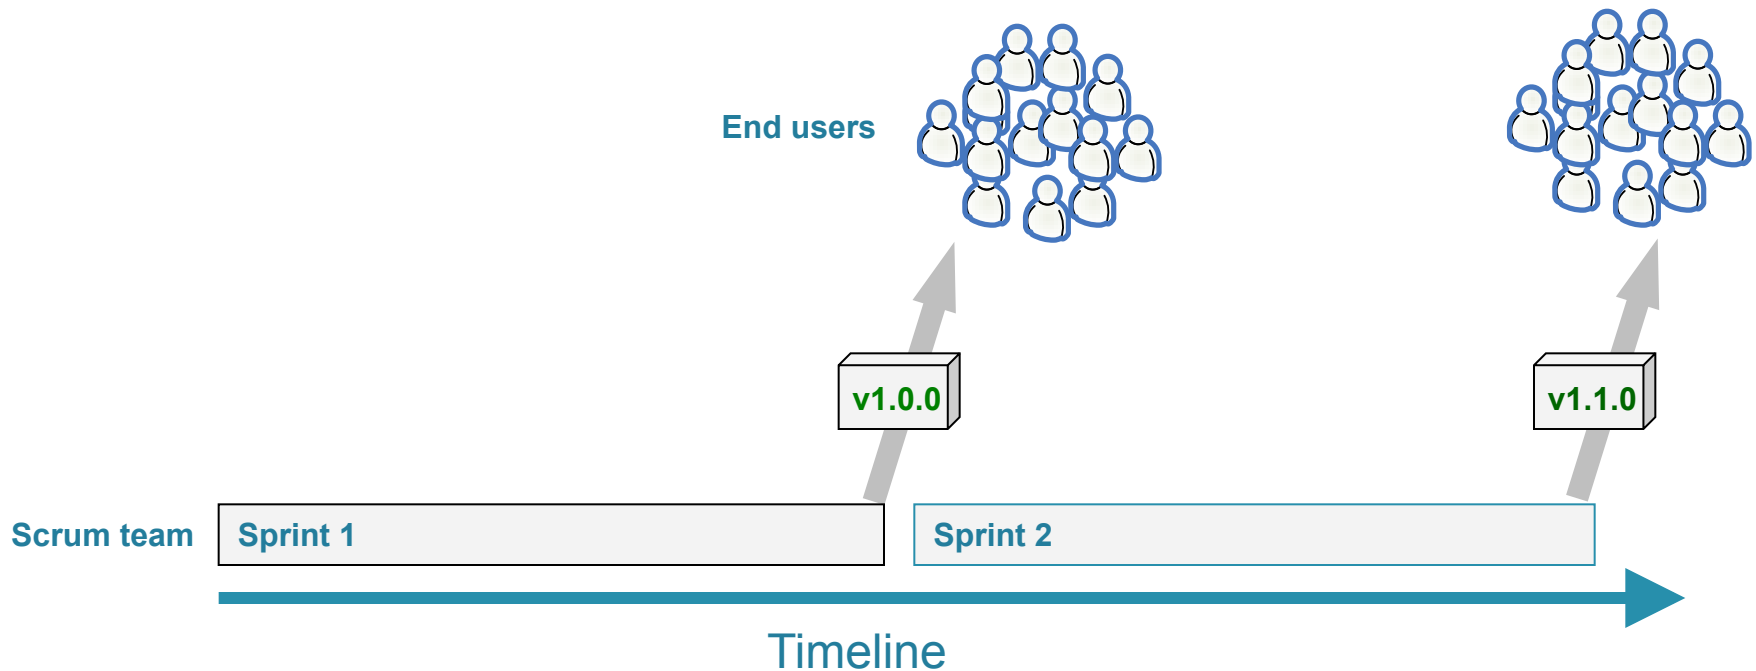 End users
v1.0.0
v1.1.0
Scrum team
Sprint 1
Sprint 2
Timeline